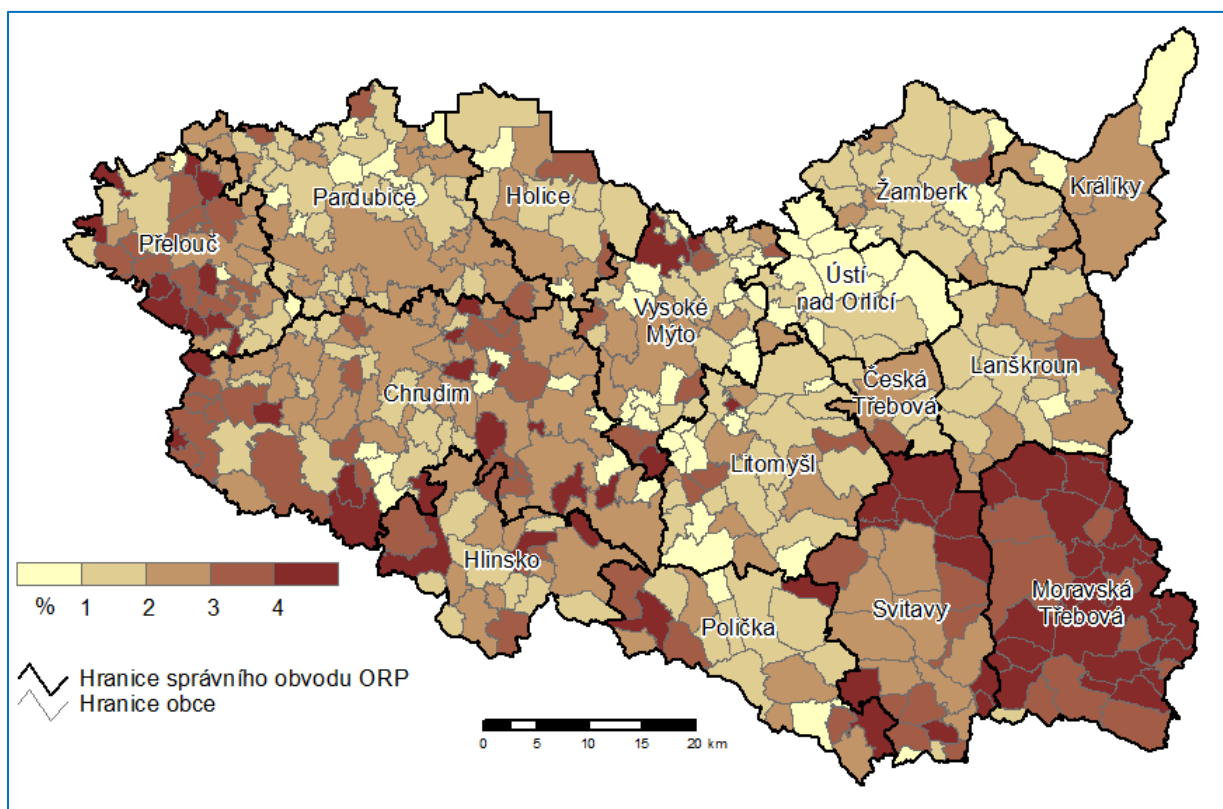 Pardubice
Holice
Žamberk
Králíky
Přelouč
Ústí
nad Orlicí
Vysoké
Mýto
Lanškroun
Chrudim
Česká
Třebová
Litomyšl
Hlinsko
Moravská
Třebová
Svitavy
Polička
% 1 2 3 4
Hranice správního obvodu ORP
Hranice obce
0 5 10 15 20 km